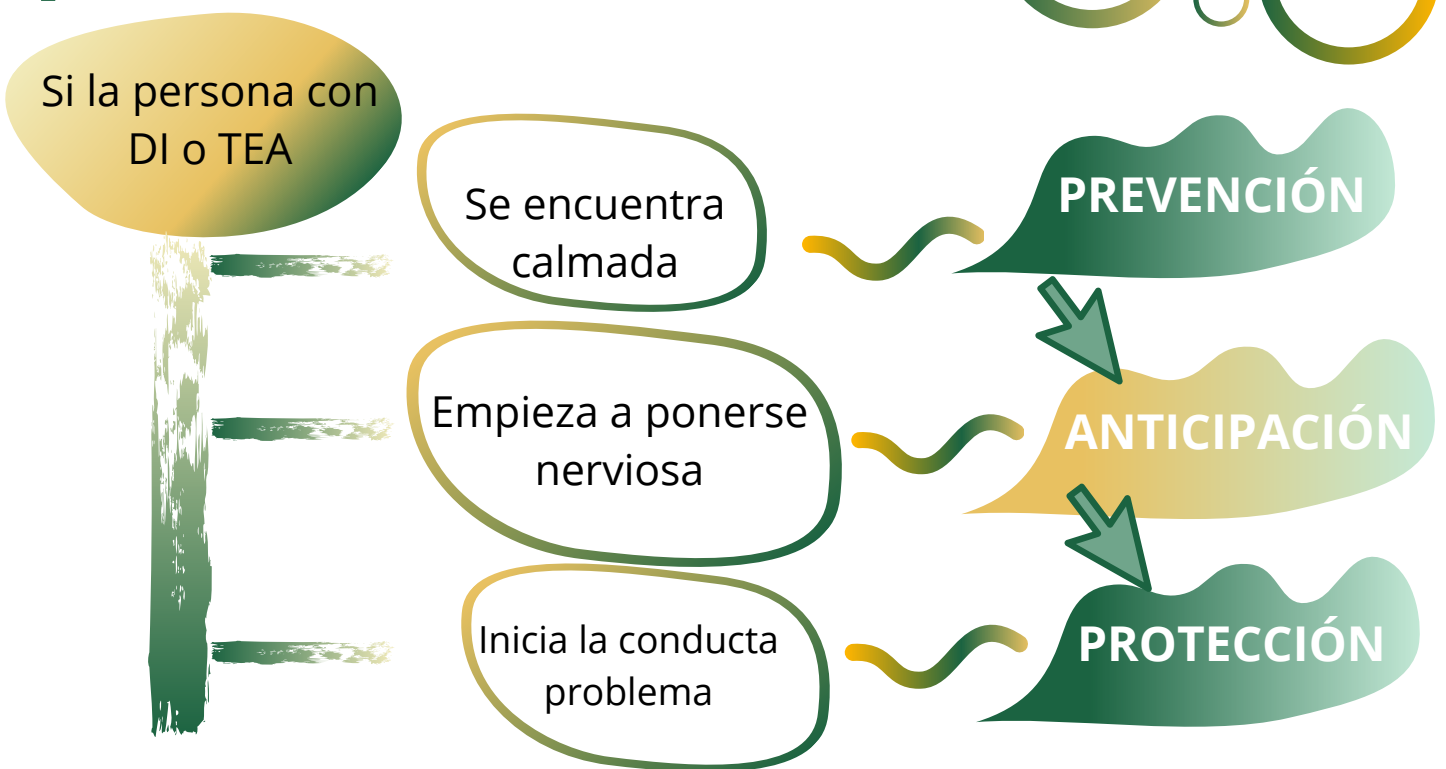 Si la persona con
DI o TEA
Se encuentra
calmada
PREVENCIÓN
Empieza a ponerse
nerviosa
ANTICIPACIÓN
Inicia la conducta
problema
PROTECCIÓN